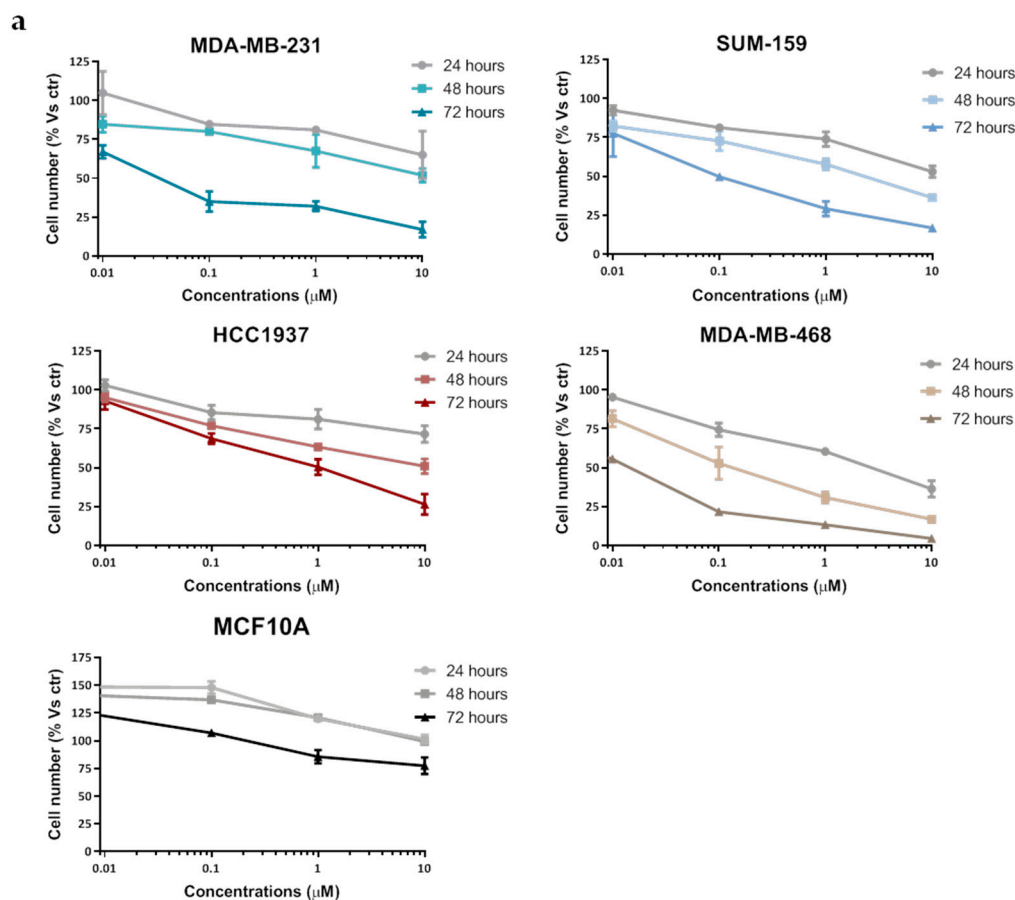 a
MDA-MB-231
Cell number (% Vs ctr)
125
100
75
50
25
0
0.01 0.1 1 10
Concentrations (μM)
24 hours
48 hours
72 hours
SUM-159
Cell number (% Vs ctr)
125
100
75
50
25
0
0.01 0.1 1 10
Concentrations (μM)
24 hours
48 hours
72 hours
HCC1937
Cell number (% Vs ctr)
125
100
75
50
25
0
0.01 0.1 1 10
Concentrations (μM)
24 hours
48 hours
72 hours
MDA-MB-468
Cell number (% Vs ctr)
125
100
75
50
25
0
0.01 0.1 1 10
Concentrations (μM)
24 hours
48 hours
72 hours
MCF10A
Cell number (% Vs ctr)
175
150
125
100
75
50
25
0
0.01 0.1 1 10
Concentrations (μM)
24 hours
48 hours
72 hours